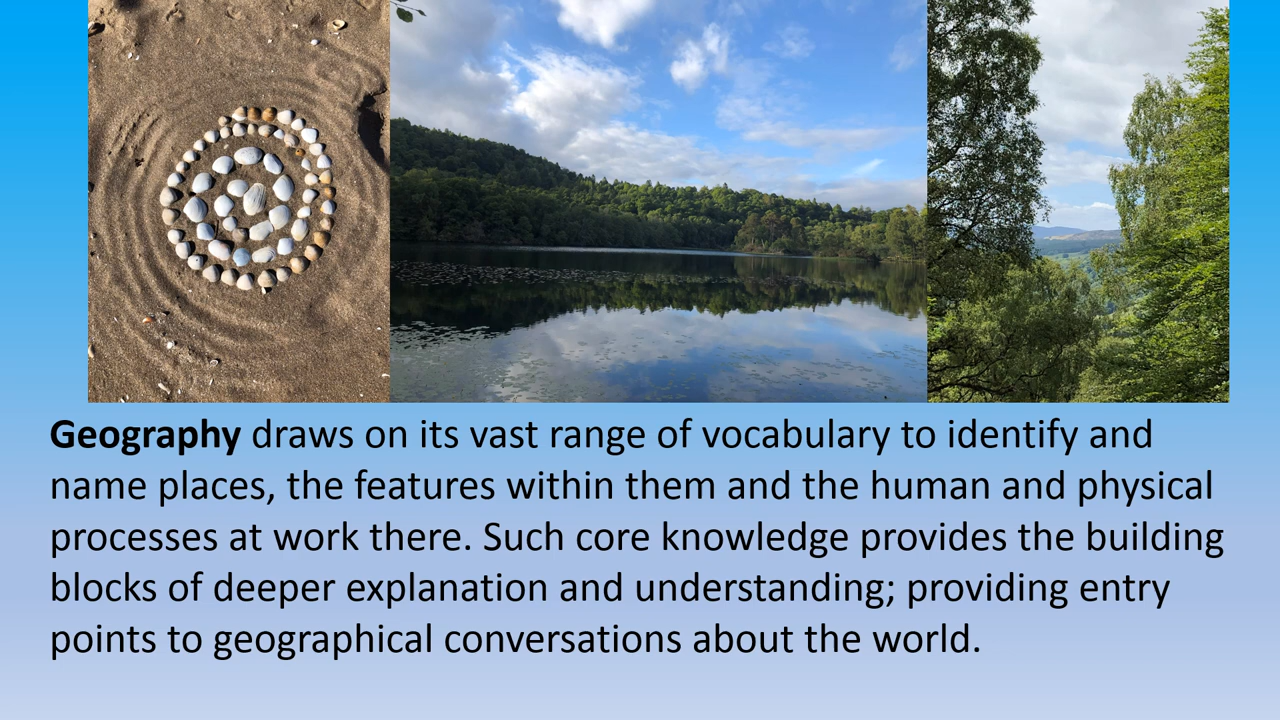 Geography draws on its vast range of vocabulary to identify and
name places, the features within them and the human and physical
processes at work there. Such core knowledge provides the building
blocks of deeper explanation and understanding; providing entry
points to geographical conversations about the world.